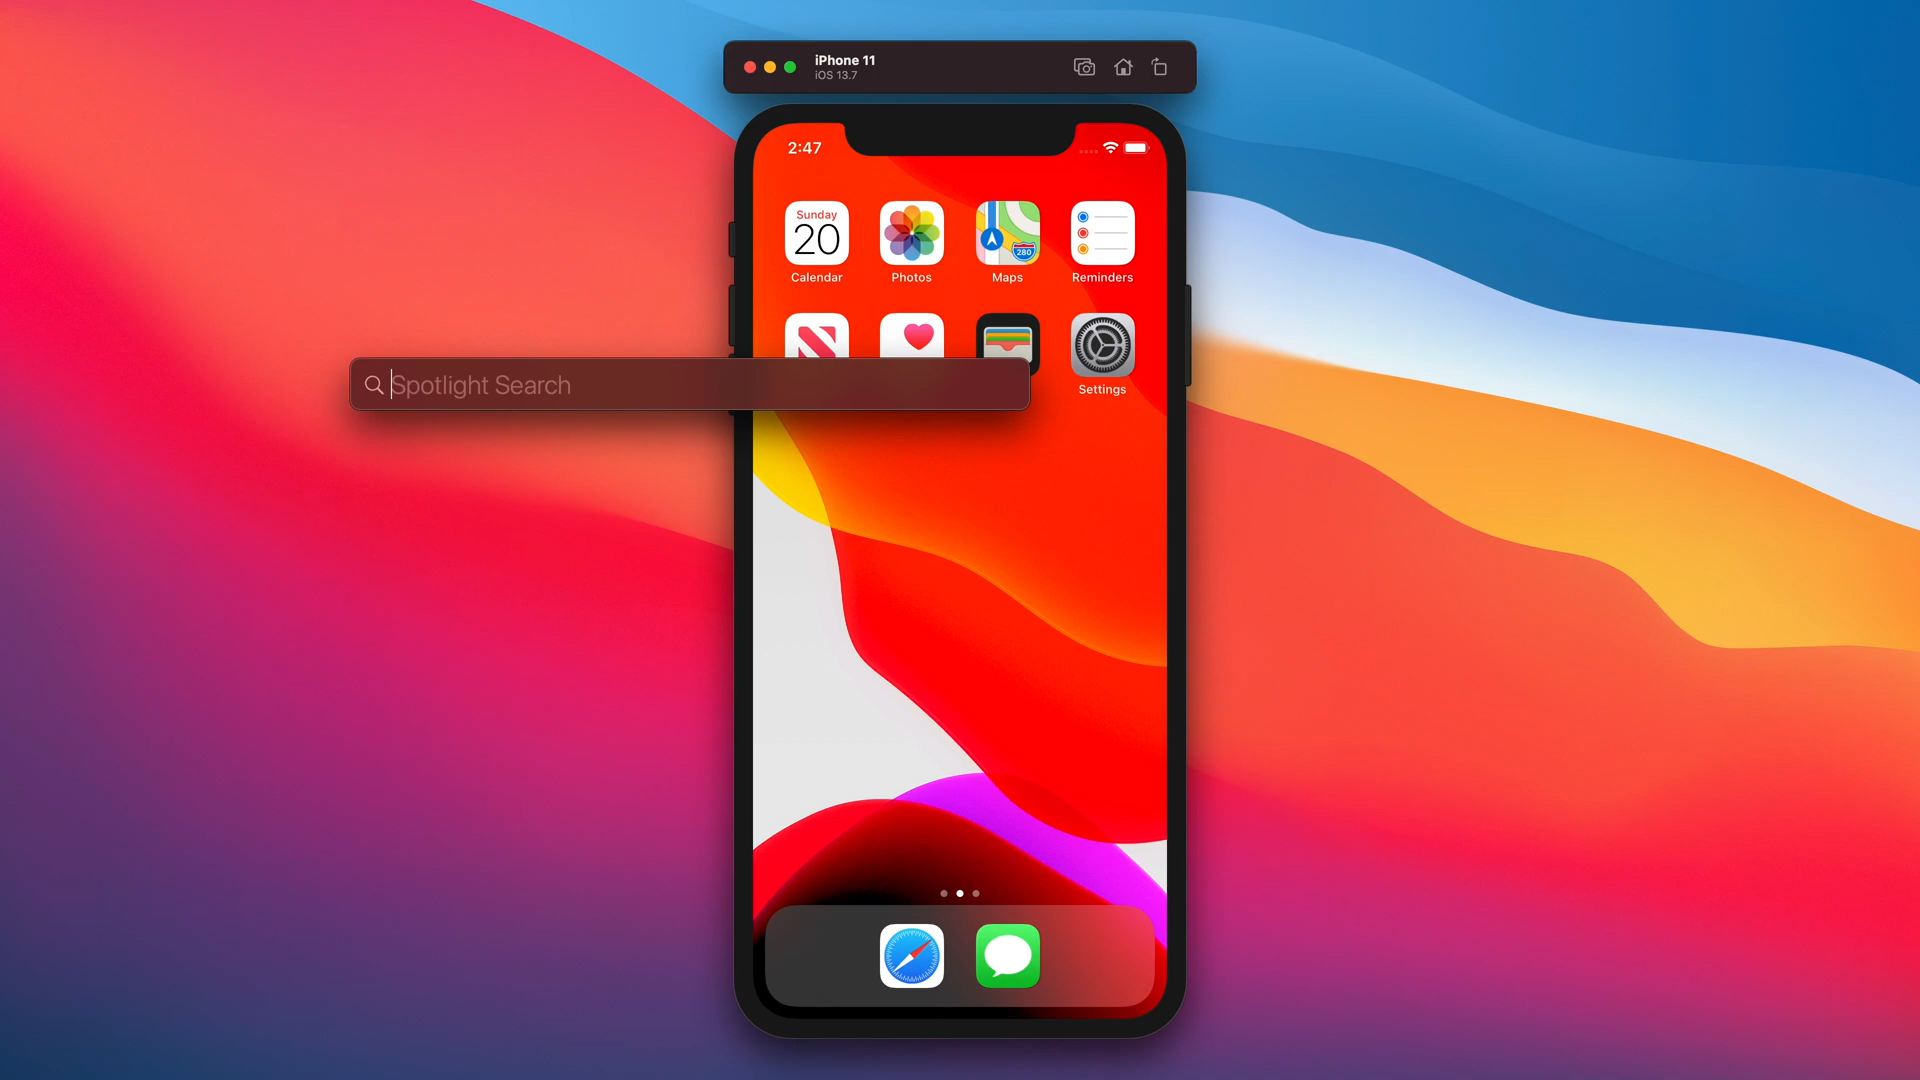 iPhone 11
iOS 13.7
2:47
Sunday
20
280
Calendar
Photos
Maps
Reminders
Spotlight Search
Settings